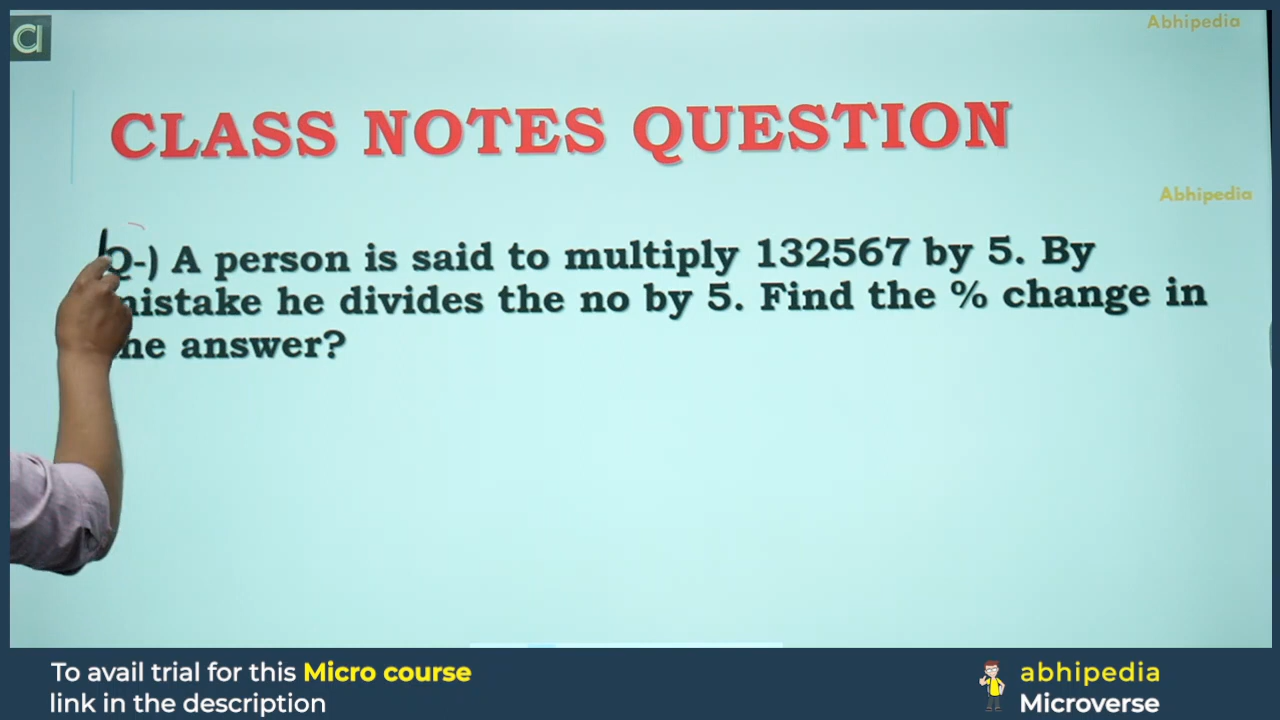 Abhipedia
CLASS NOTES QUESTION
Abhipedia
Q-) A person is said to multiply 132567 by 5. By
mistake he divides the no by 5. Find the % change in
the answer?
To avail trial for this Micro course
link in the description
abhipedia
Microverse